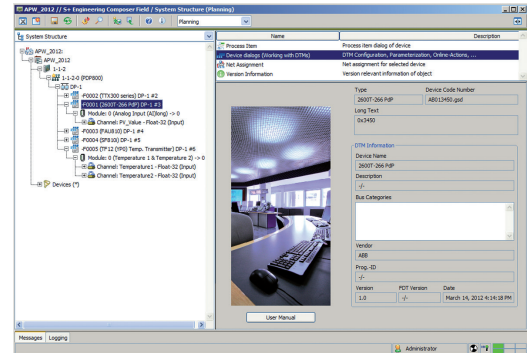 APW_2012 // S+ Engineering Composer Field / System Structure (Planning)
Planning
System Structure
APW_2012:
APW_2012
1-1-2
1-1-2-0 (PDP800)
DP-1
-F0002 (TTX300 series) DP-1 #2
-F0001 (2600T-266 PdP) DP-1 #3
Module: 0 (Analog Input (AI)long) -> 0
Channel: PV_Value - Float-32 (Input)
-F0003 (FAU810) DP-1 #4
-F0004 (SFB10) DP-1 #5
-F0005 (TF12 (YP0) Temp. Transmitter) DP-1 #6
Module: 0 (Temperature 1 & Temperature 2) -> 0
Channel: Temperature1 - Float-32 (Input)
Channel: Temperature2 - Float-32 (Input)
Devices (*)
Name Description
Process Item Process item dialog of device
Device dialogs (Working with DTMs) DTM Configuration, Parameterization, Online-Actions, ...
Net Assignment Net assignment for selected device
Version Information Version relevant information of object
Type Device Code Number
2600T-266 PdP AB013450.gsd
Long Text
0x3450
DTM Information
Device Name
2600T-266 PdP
Description
-/-
Bus Categories
Vendor
ABB
Prog.-ID
-/-
Version FDT Version Date
1.0 -/- March 14, 2012 4:14:18 PM
User Manual
Messages Logging
Administrator